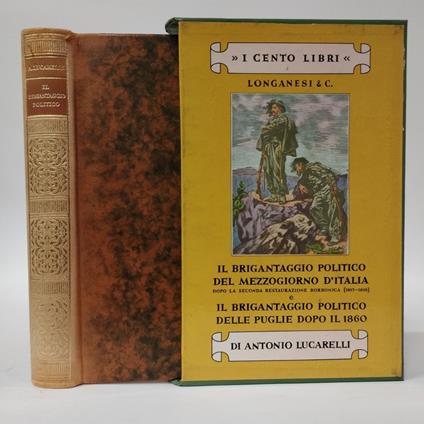 A. LUCARELLI
IL
BRIGANTAGGIO
POLITICO
» I CENTO LIBRI «
LONGANESI & C.
IL BRIGANTAGGIO POLITICO
DEL MEZZOGIORNO D'ITALIA
DOPO LA SECONDA RESTAURAZIONE BORBONICA
e
IL BRIGANTAGGIO POLITICO
DELLE PUGLIE DOPO IL 1860
DI ANTONIO LUCARELLI